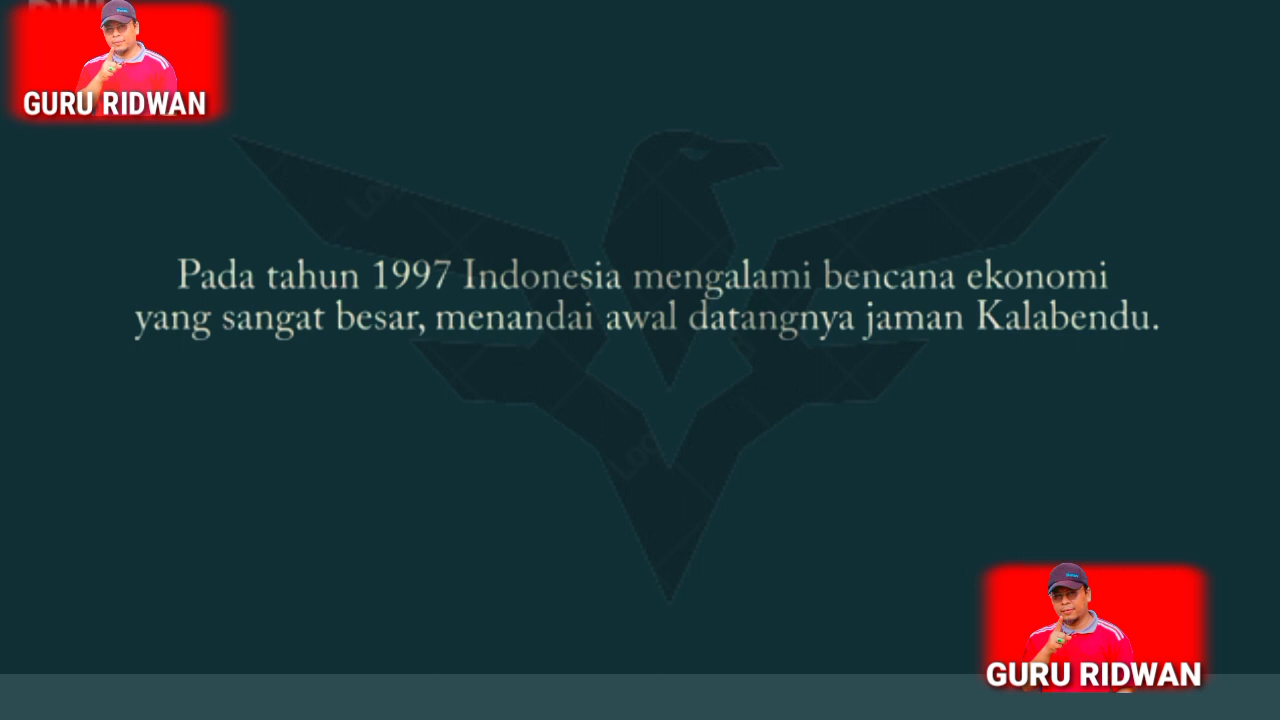 GURU RIDWAN
Pada tahun 1997 Indonesia mengalami bencana ekonomi
yang sangat besar, menandai awal datangnya jaman Kalabendu.
GURU RIDWAN